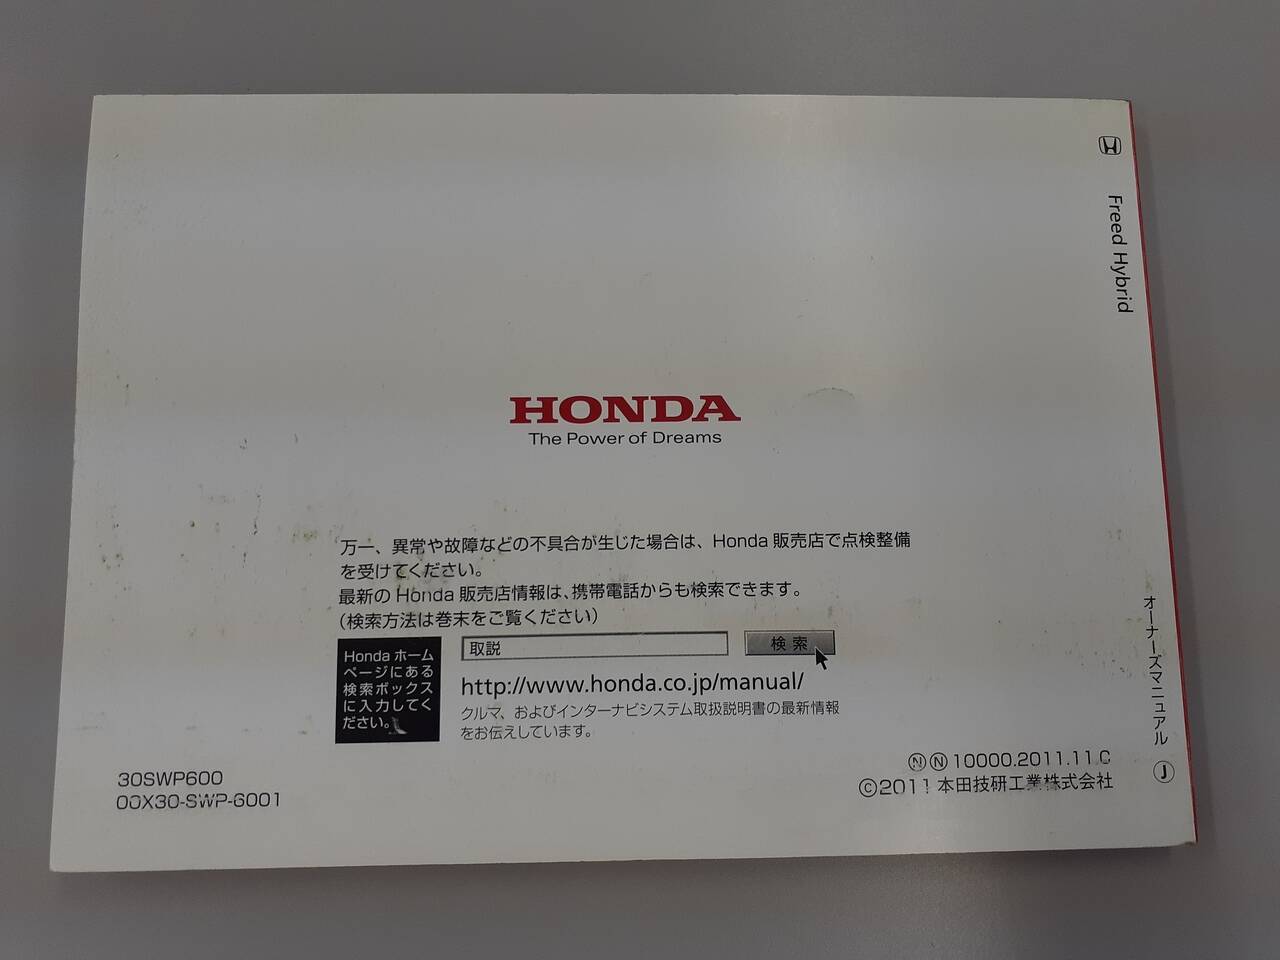 Freed Hybrid
HONDA
The Power of Dreams
万一、異常や故障などの不具合が生じた場合は、Honda 販売店で点検整備
を受けてください。
最新の Honda 販売店情報は、携帯電話からも検索できます。
（検索方法は巻末をご覧ください）
Honda ホーム
ページにある
検索ボックス
に入力してく
ださい。
取説
検索
http://www.honda.co.jp/manual/
クルマ、およびインターナビシステム取扱説明書の最新情報
をお伝えしています。
オーナーズマニュアル
Ⓙ
30SWP600
00X30-SWP-6001
ⓃⓃ 10000.2011.11.C
©2011 本田技研工業株式会社